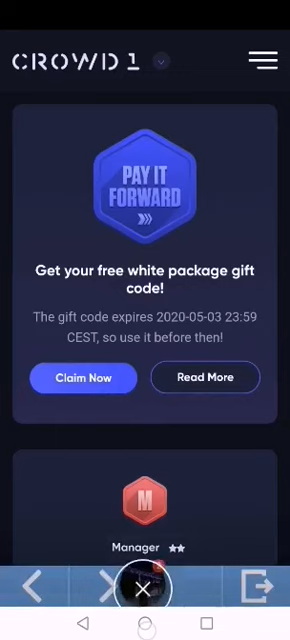 CROWD 1
PAY IT
FORWARD
Get your free white package gift
code!
The gift code expires 2020-05-03 23:59
CEST, so use it before then!
Claim Now
Read More
M
Manager